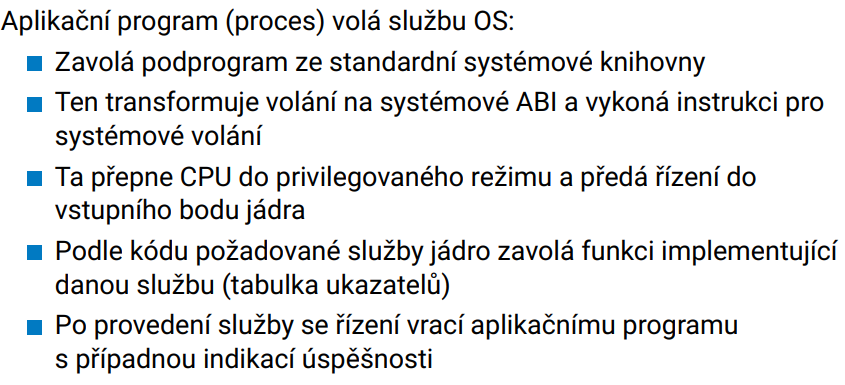 Aplikační program (proces) volá službu OS:
Zavolá podprogram ze standardní systémové knihovny
Ten transformuje volání na systémové ABI a vykoná instrukci pro
systémové volání
Ta přepne CPU do privilegovaného režimu a předá řízení do
vstupního bodu jádra
Podle kódu požadované služby jádro zavolá funkci implementující
danou službu (tabulka ukazatelů)
Po provedení služby se řízení vrací aplikačnímu programu
s případnou indikací úspěšnosti